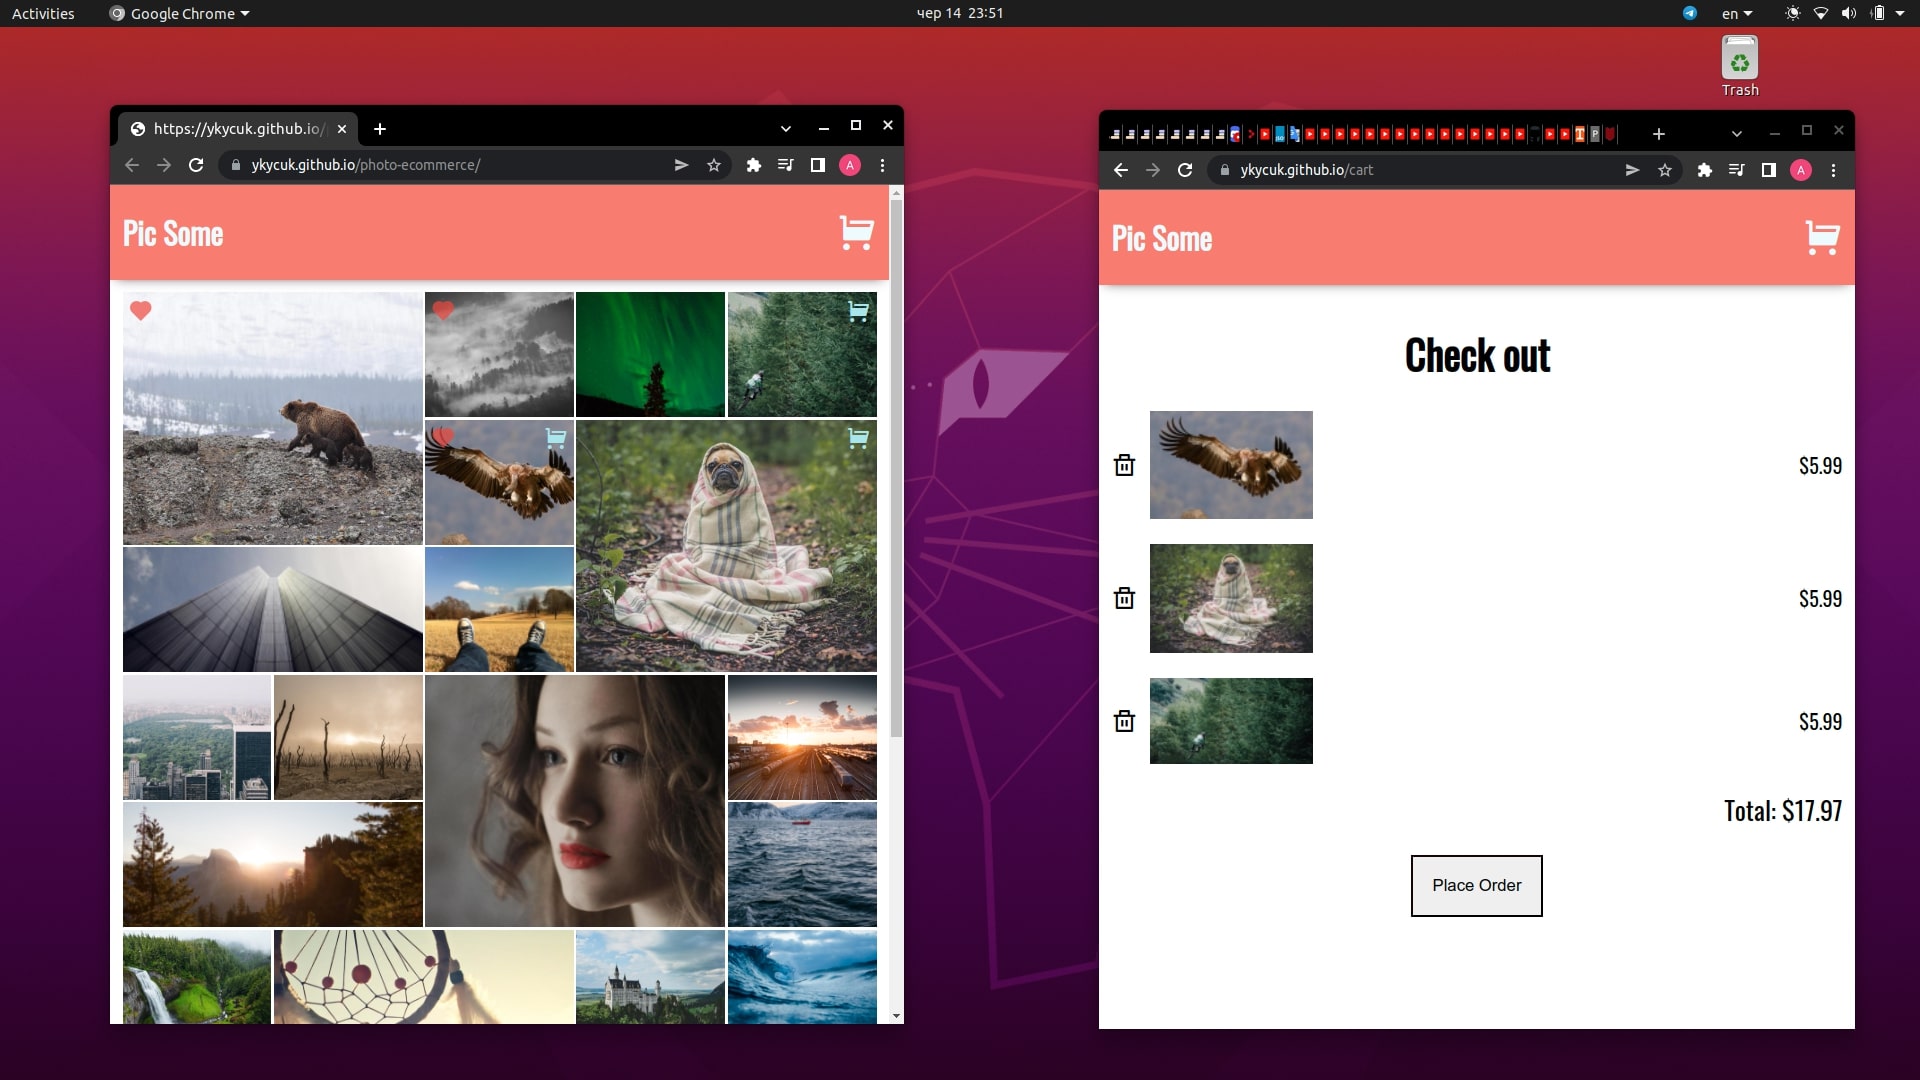 Activities
Google Chrome
чер 14 23:51
en
Trash
https://ykycuk.github.io/
ykycuk.github.io/photo-ecommerce/
A
Pic Some
ykycuk.github.io/cart
A
Pic Some
Check out
$5.99
$5.99
$5.99
Total: $17.97
Place Order